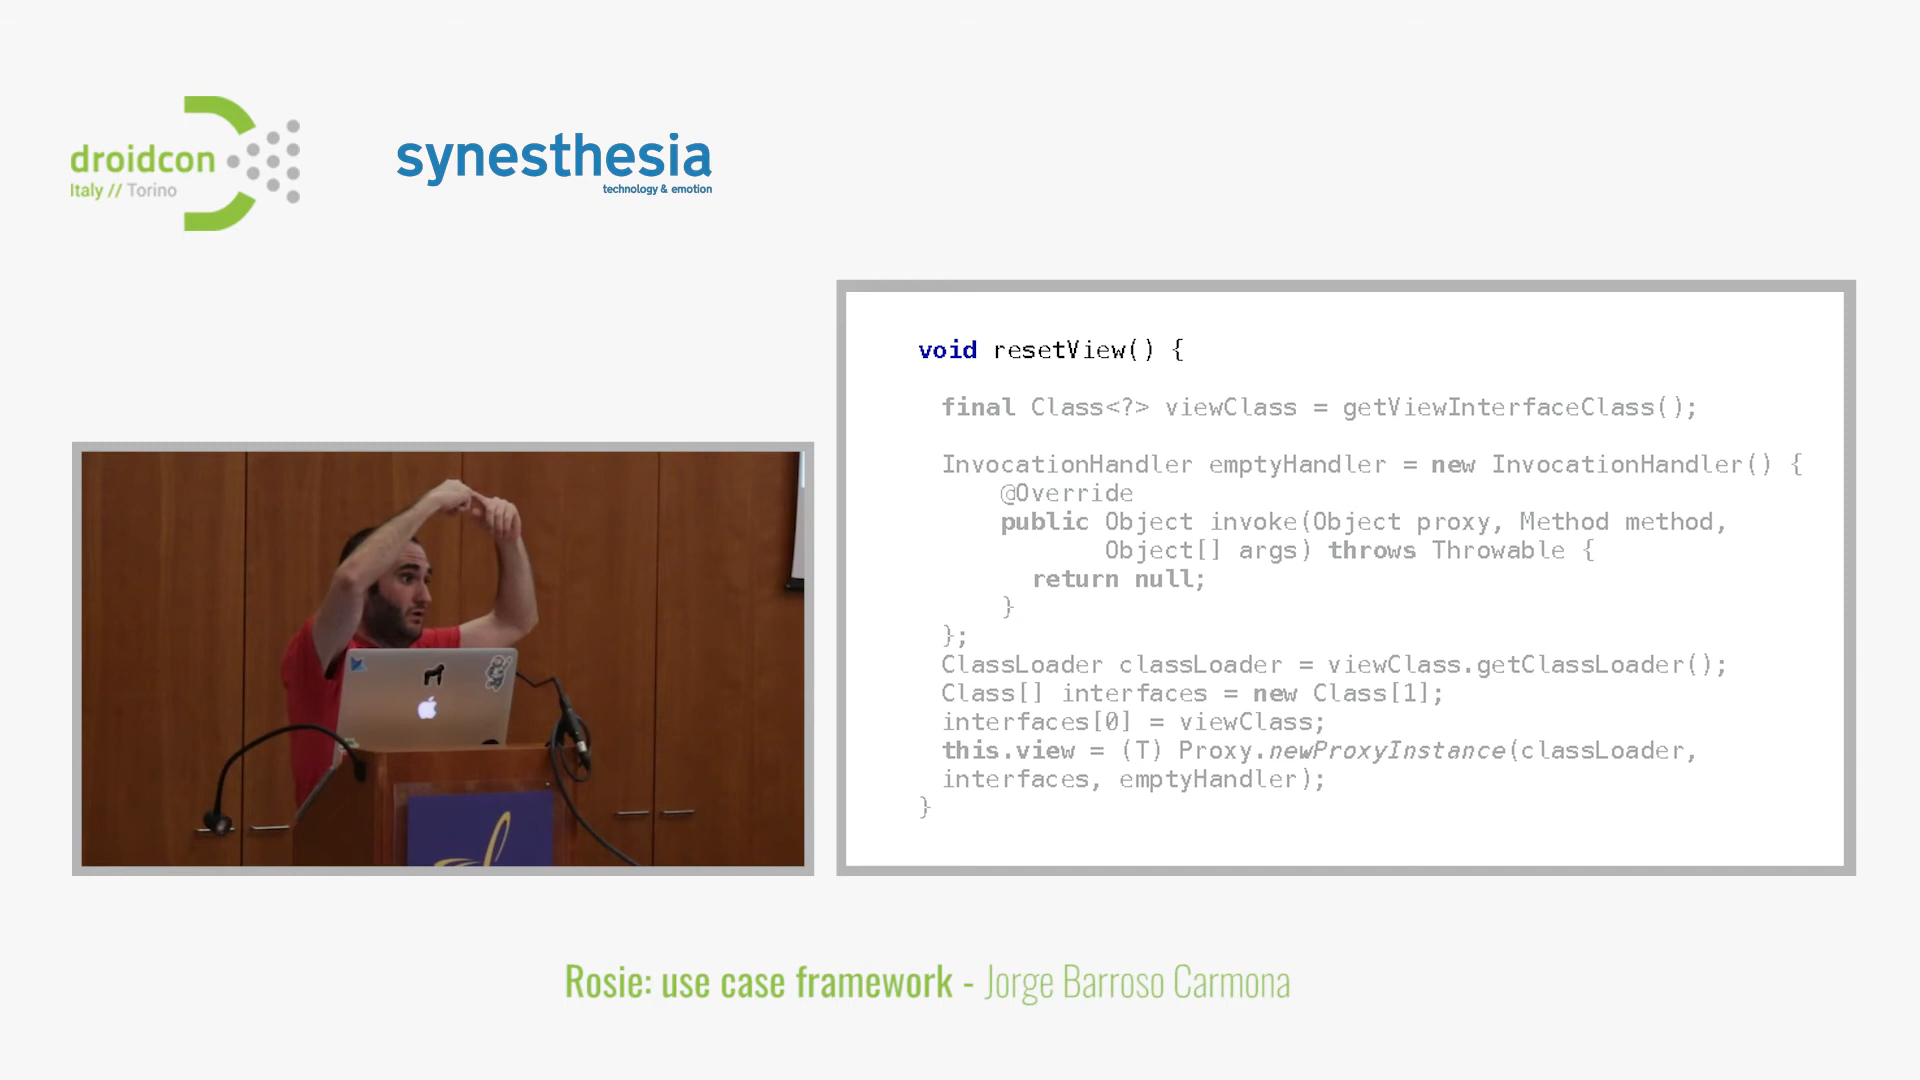 droidcon
Italy // Torino
synesthesia
technology & emotion
void resetView() {
final Class<?> viewClass = getViewInterfaceClass();
InvocationHandler emptyHandler = new InvocationHandler() {
@Override
public Object invoke(Object proxy, Method method,
Object[] args) throws Throwable {
return null;
}
};
ClassLoader classLoader = viewClass.getClassLoader();
Class[] interfaces = new Class[1];
interfaces[0] = viewClass;
this.view = (T) Proxy.newProxyInstance(classLoader,
interfaces, emptyHandler);
}
Rosie: use case framework - Jorge Barroso Carmona